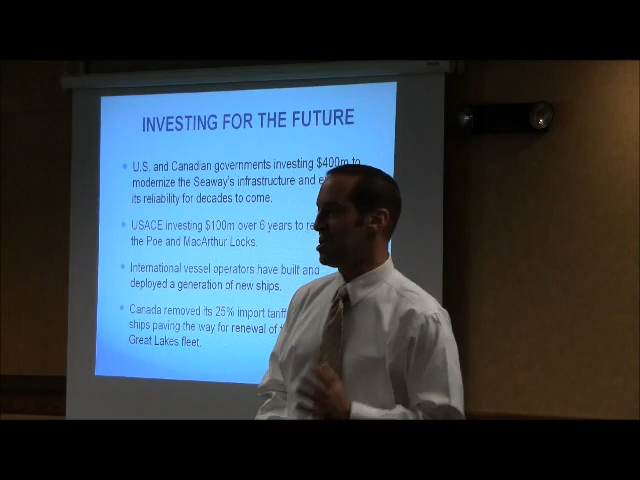 INVESTING FOR THE FUTURE
• U.S. and Canadian governments investing $400m to
modernize the Seaway's infrastructure and
its reliability for decades to come.
• USACE investing $100m over 6 years to
the Poe and MacArthur Locks.
• International vessel operators have built and
deployed a generation of new ships.
• Canada removed its 25% import tariff
ships paving the way for renewal of
Great Lakes fleet.